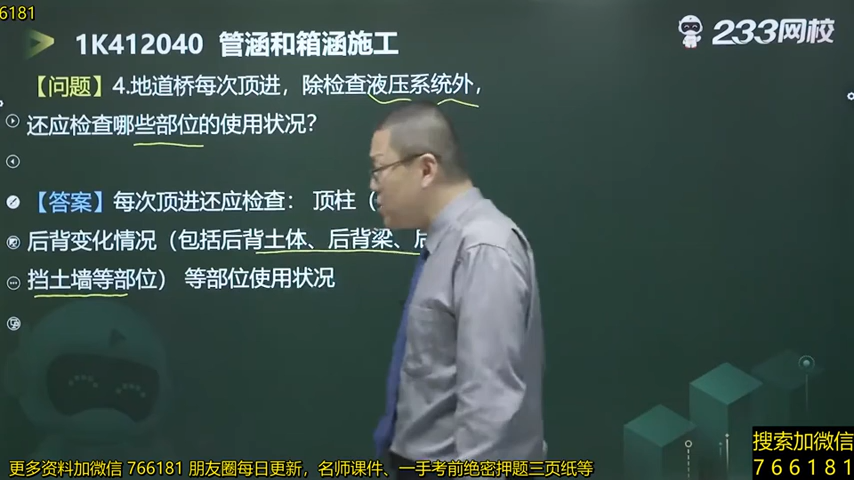 6181
1K412040 管涵和箱涵施工
233网校
【问题】4.地道桥每次顶进，除检查液压系统外，
还应检查哪些部位的使用状况？
【答案】每次顶进还应检查： 顶柱（
后背变化情况（包括后背土体、后背梁、
挡土墙等部位） 等部位使用状况
搜索加微信
766181
更多资料加微信 766181 朋友圈每日更新，名师课件、一手考前绝密押题三页纸等